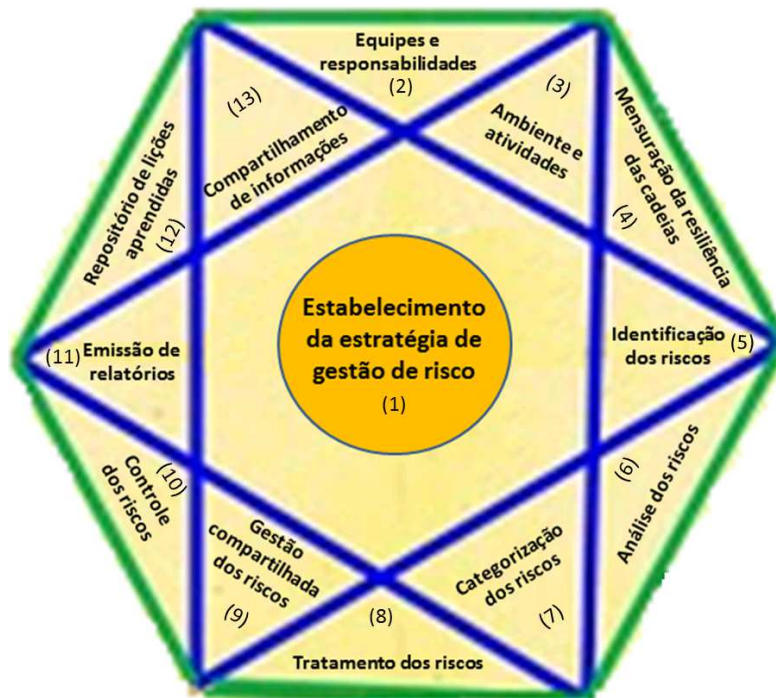 Estabelecimento
da estratégia de
gestão de risco
(1)
Equipes e
responsabilidades
(2)
(3)
Ambiente e
atividades
Mensuração da resiliência
das cadeias
(4)
Identificação
dos riscos
(5)
(6)
Análise dos riscos
Categorização
dos riscos
(7)
(8)
Tratamento dos riscos
Gestão
compartilhada
dos riscos
(9)
(10)
Controle
dos riscos
(11)
Emissão de
relatórios
Repositório de lições
aprendidas
(12)
(13)
Compartilhamento
de informações